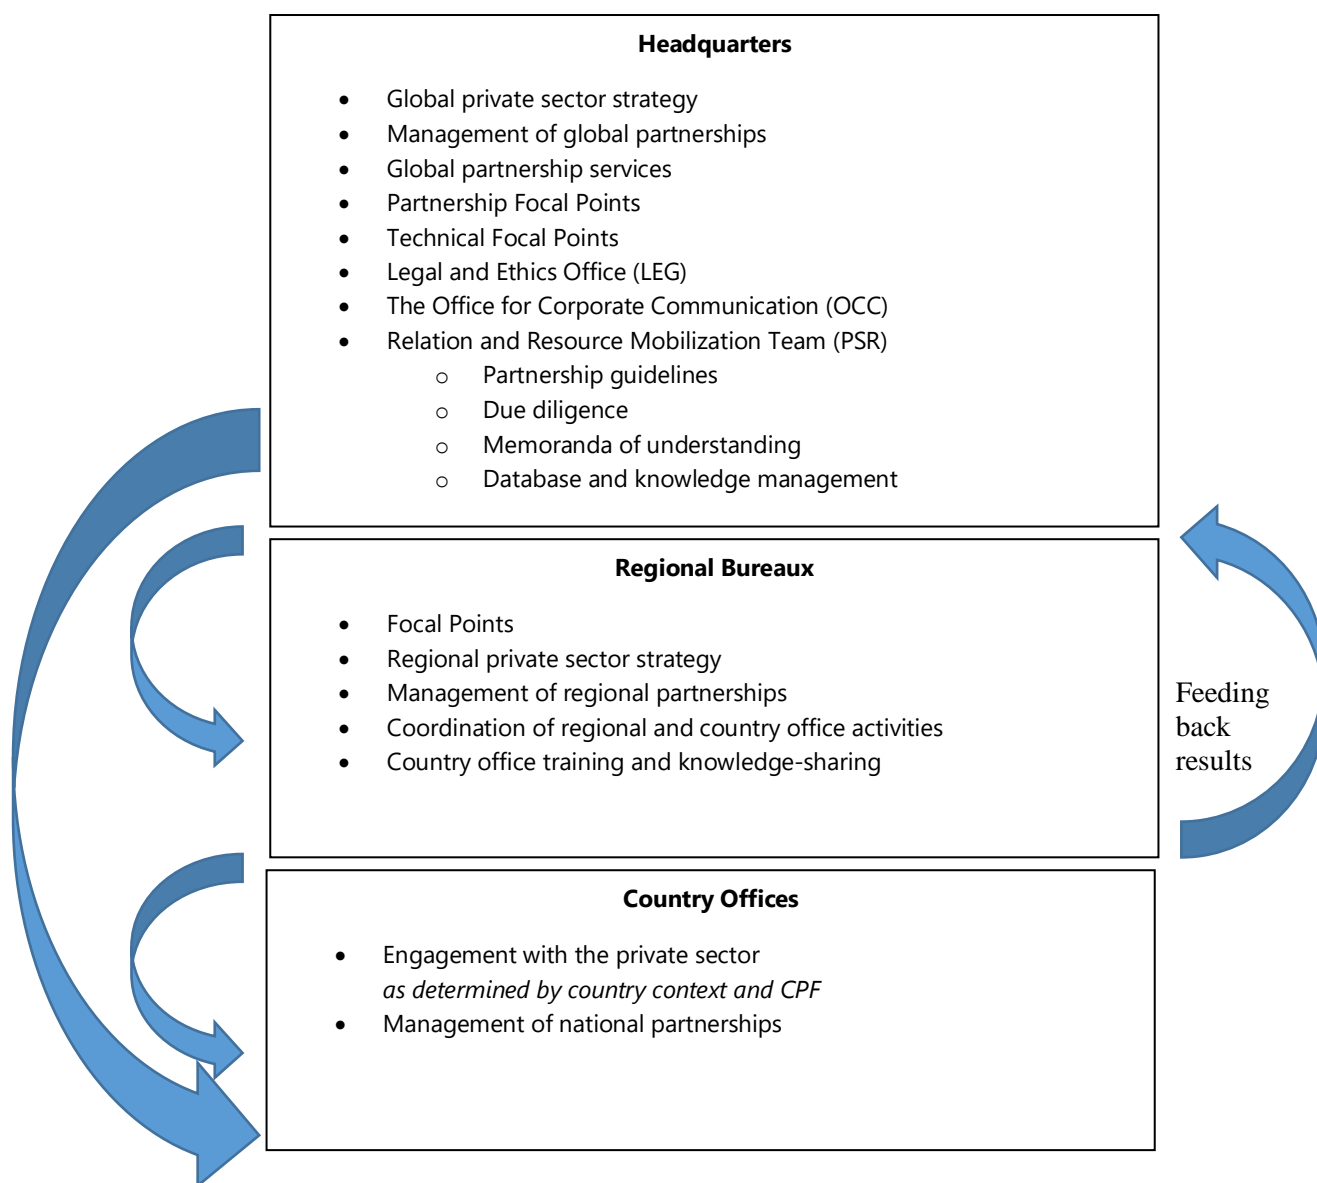 Headquarters
• Global private sector strategy
• Management of global partnerships
• Global partnership services
• Partnership Focal Points
• Technical Focal Points
• Legal and Ethics Office (LEG)
• The Office for Corporate Communication (OCC)
• Relation and Resource Mobilization Team (PSR)
o Partnership guidelines
o Due diligence
o Memoranda of understanding
o Database and knowledge management
Regional Bureaux
• Focal Points
• Regional private sector strategy
• Management of regional partnerships
• Coordination of regional and country office activities
• Country office training and knowledge-sharing
Feeding
back
results
Country Offices
• Engagement with the private sector
as determined by country context and CPF
• Management of national partnerships